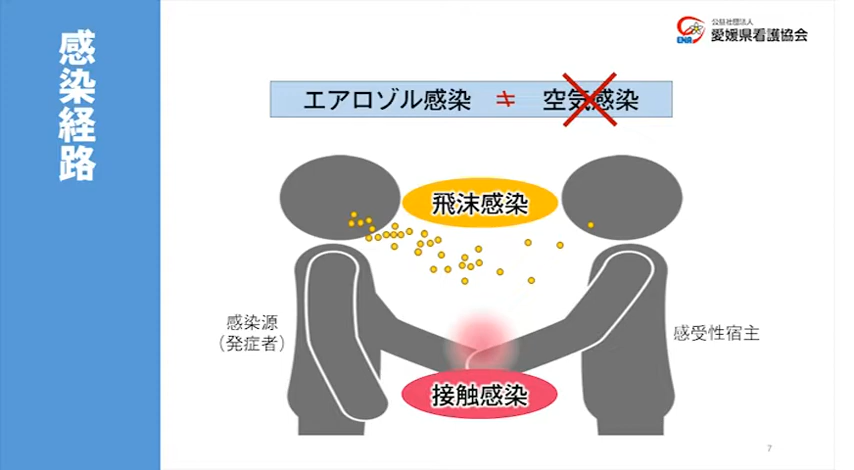 公益社団法人
愛媛県看護協会
ENA
感染経路
エアロゾル感染 ≠ 空気感染
飛沫感染
感染源
（発症者）
感受性宿主
接触感染
7